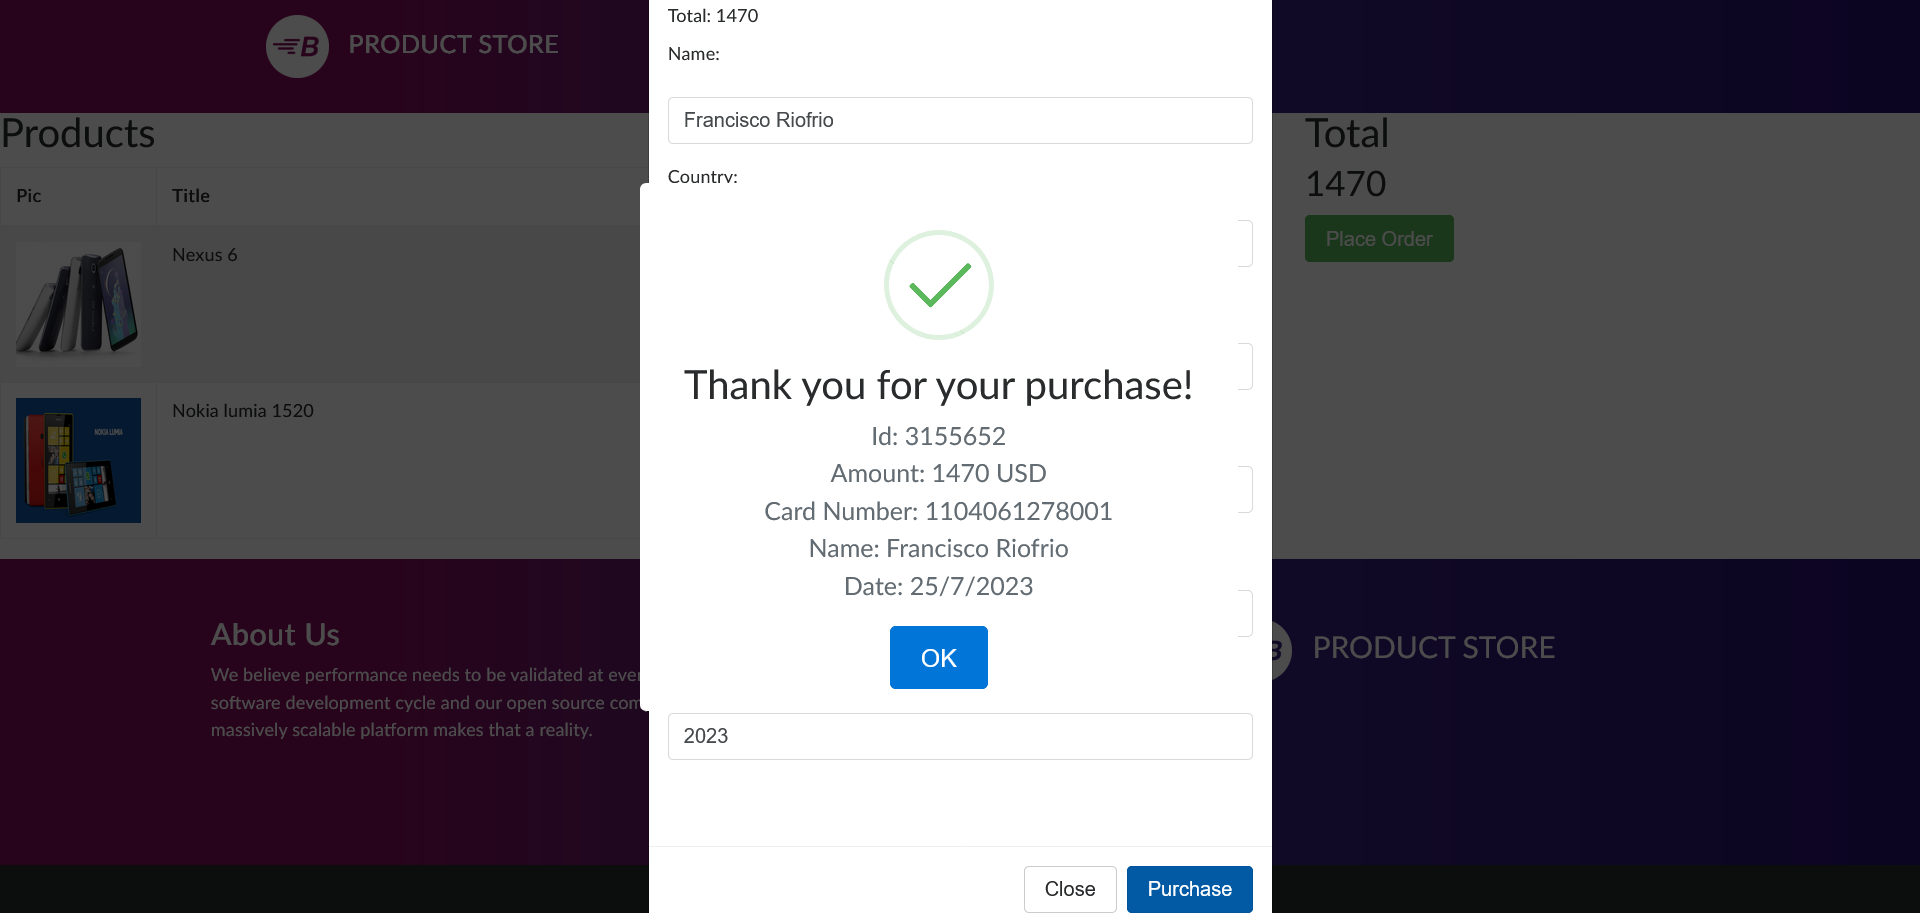 PRODUCT STORE
Products
Pic
Title
Nexus 6
Nokia lumia 1520
NOKIA LUMIA
Total: 1470
Name:
Francisco Riofrio
Country:
Thank you for your purchase!
Id: 3155652
Amount: 1470 USD
Card Number: 1104061278001
Name: Francisco Riofrio
Date: 25/7/2023
OK
2023
Close
Purchase
Total
1470
Place Order
About Us
We believe performance needs to be validated at ever
software development cycle and our open source com
massively scalable platform makes that a reality.
B PRODUCT STORE